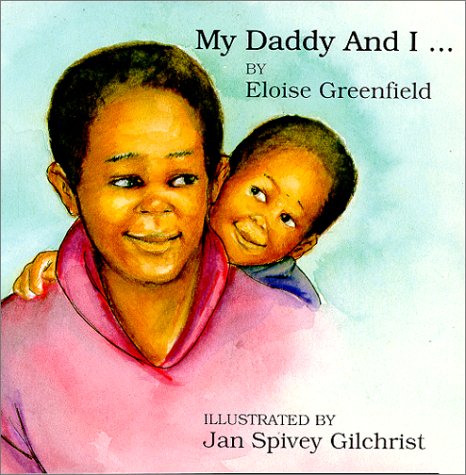 My Daddy And I ...
BY
Eloise Greenfield
ILLUSTRATED BY
Jan Spivey Gilchrist